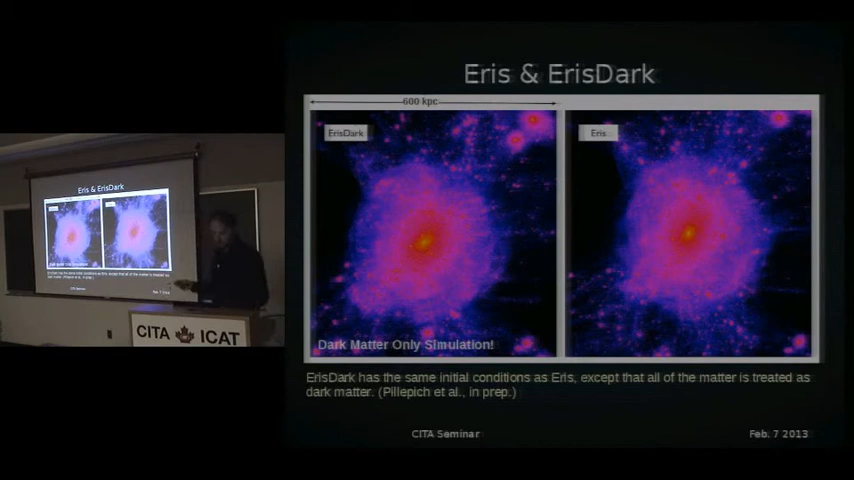 Eris & ErisDark
600 kpc
ErisDark
Eris
Dark Matter Only Simulation!
ErisDark has the same initial conditions as Eris, except that all of the matter is treated as
dark matter. (Pillepich et al., in prep.)
CITA Seminar
Feb. 7 2013
Eris & ErisDark
CITA ICAT